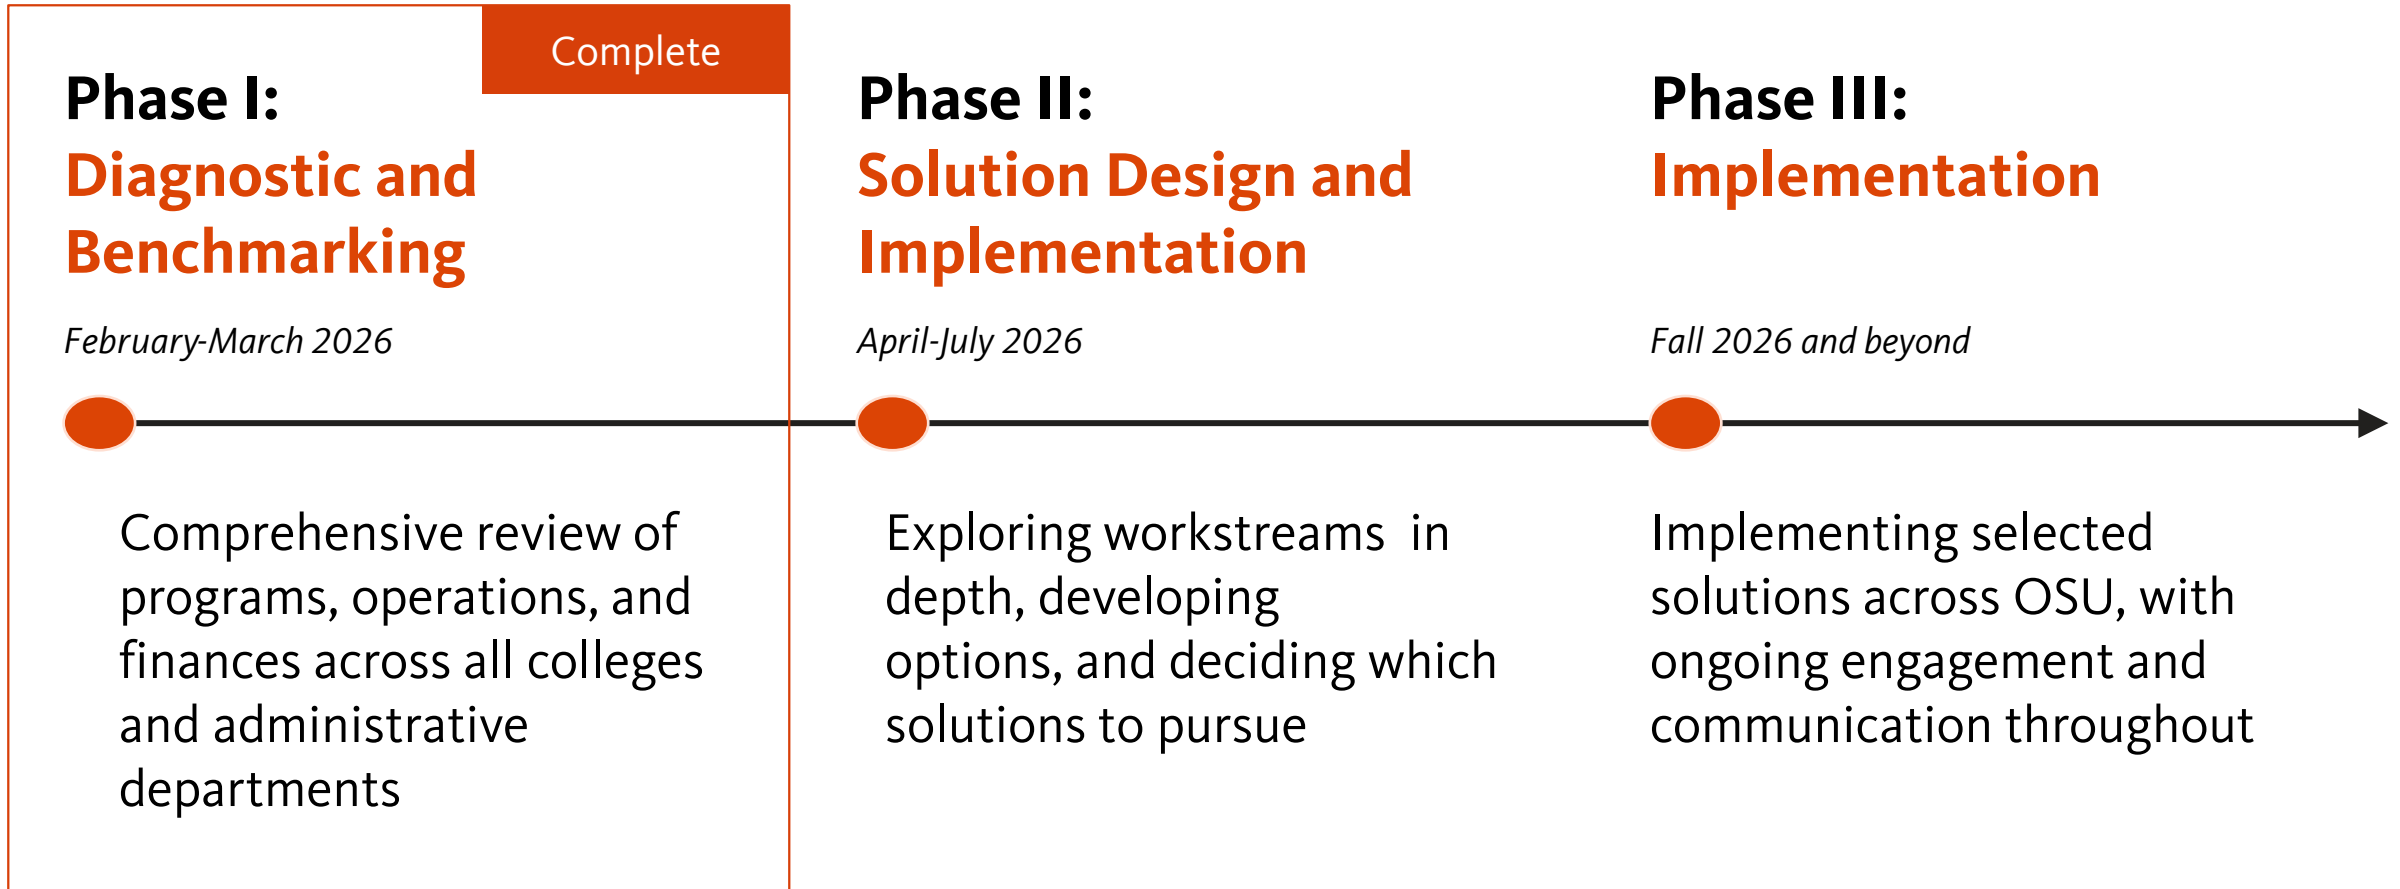 Complete
Phase I:
Diagnostic and
Benchmarking
February-March 2026
Comprehensive review of
programs, operations, and
finances across all colleges
and administrative
departments
Phase II:
Solution Design and
Implementation
April-July 2026
Exploring workstreams  in
depth, developing
options, and deciding which
solutions to pursue
Phase III:
Implementation
Fall 2026 and beyond
Implementing selected
solutions across OSU, with
ongoing engagement and
communication throughout